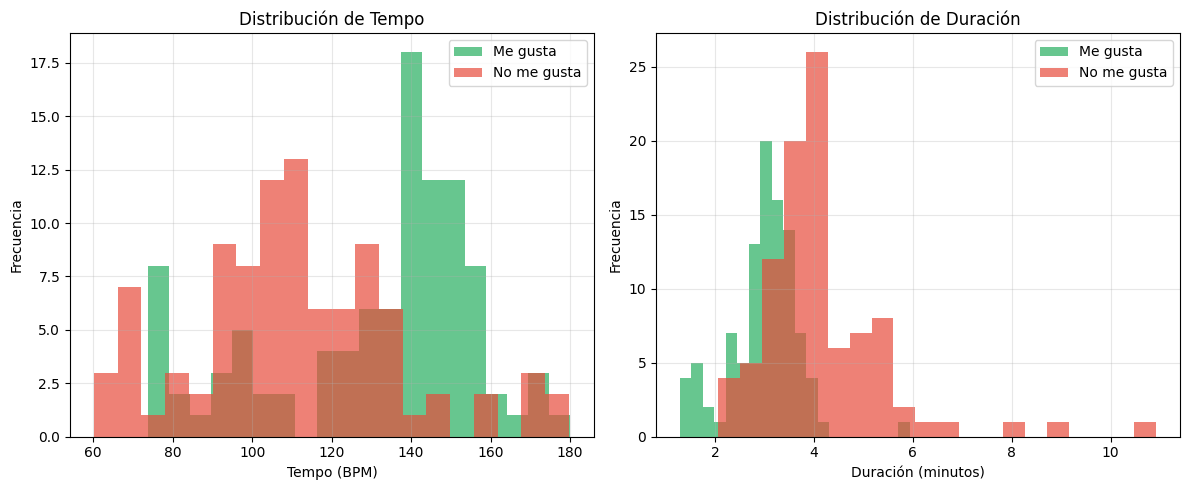 Distribución de Tempo
Me gusta
No me gusta
17.5
15.0
12.5
10.0
7.5
5.0
2.5
0.0
Frecuencia
60 80 100 120 140 160 180
Tempo (BPM)
Distribución de Duración
Me gusta
No me gusta
25
20
15
10
5
0
Frecuencia
2 4 6 8 10
Duración (minutos)